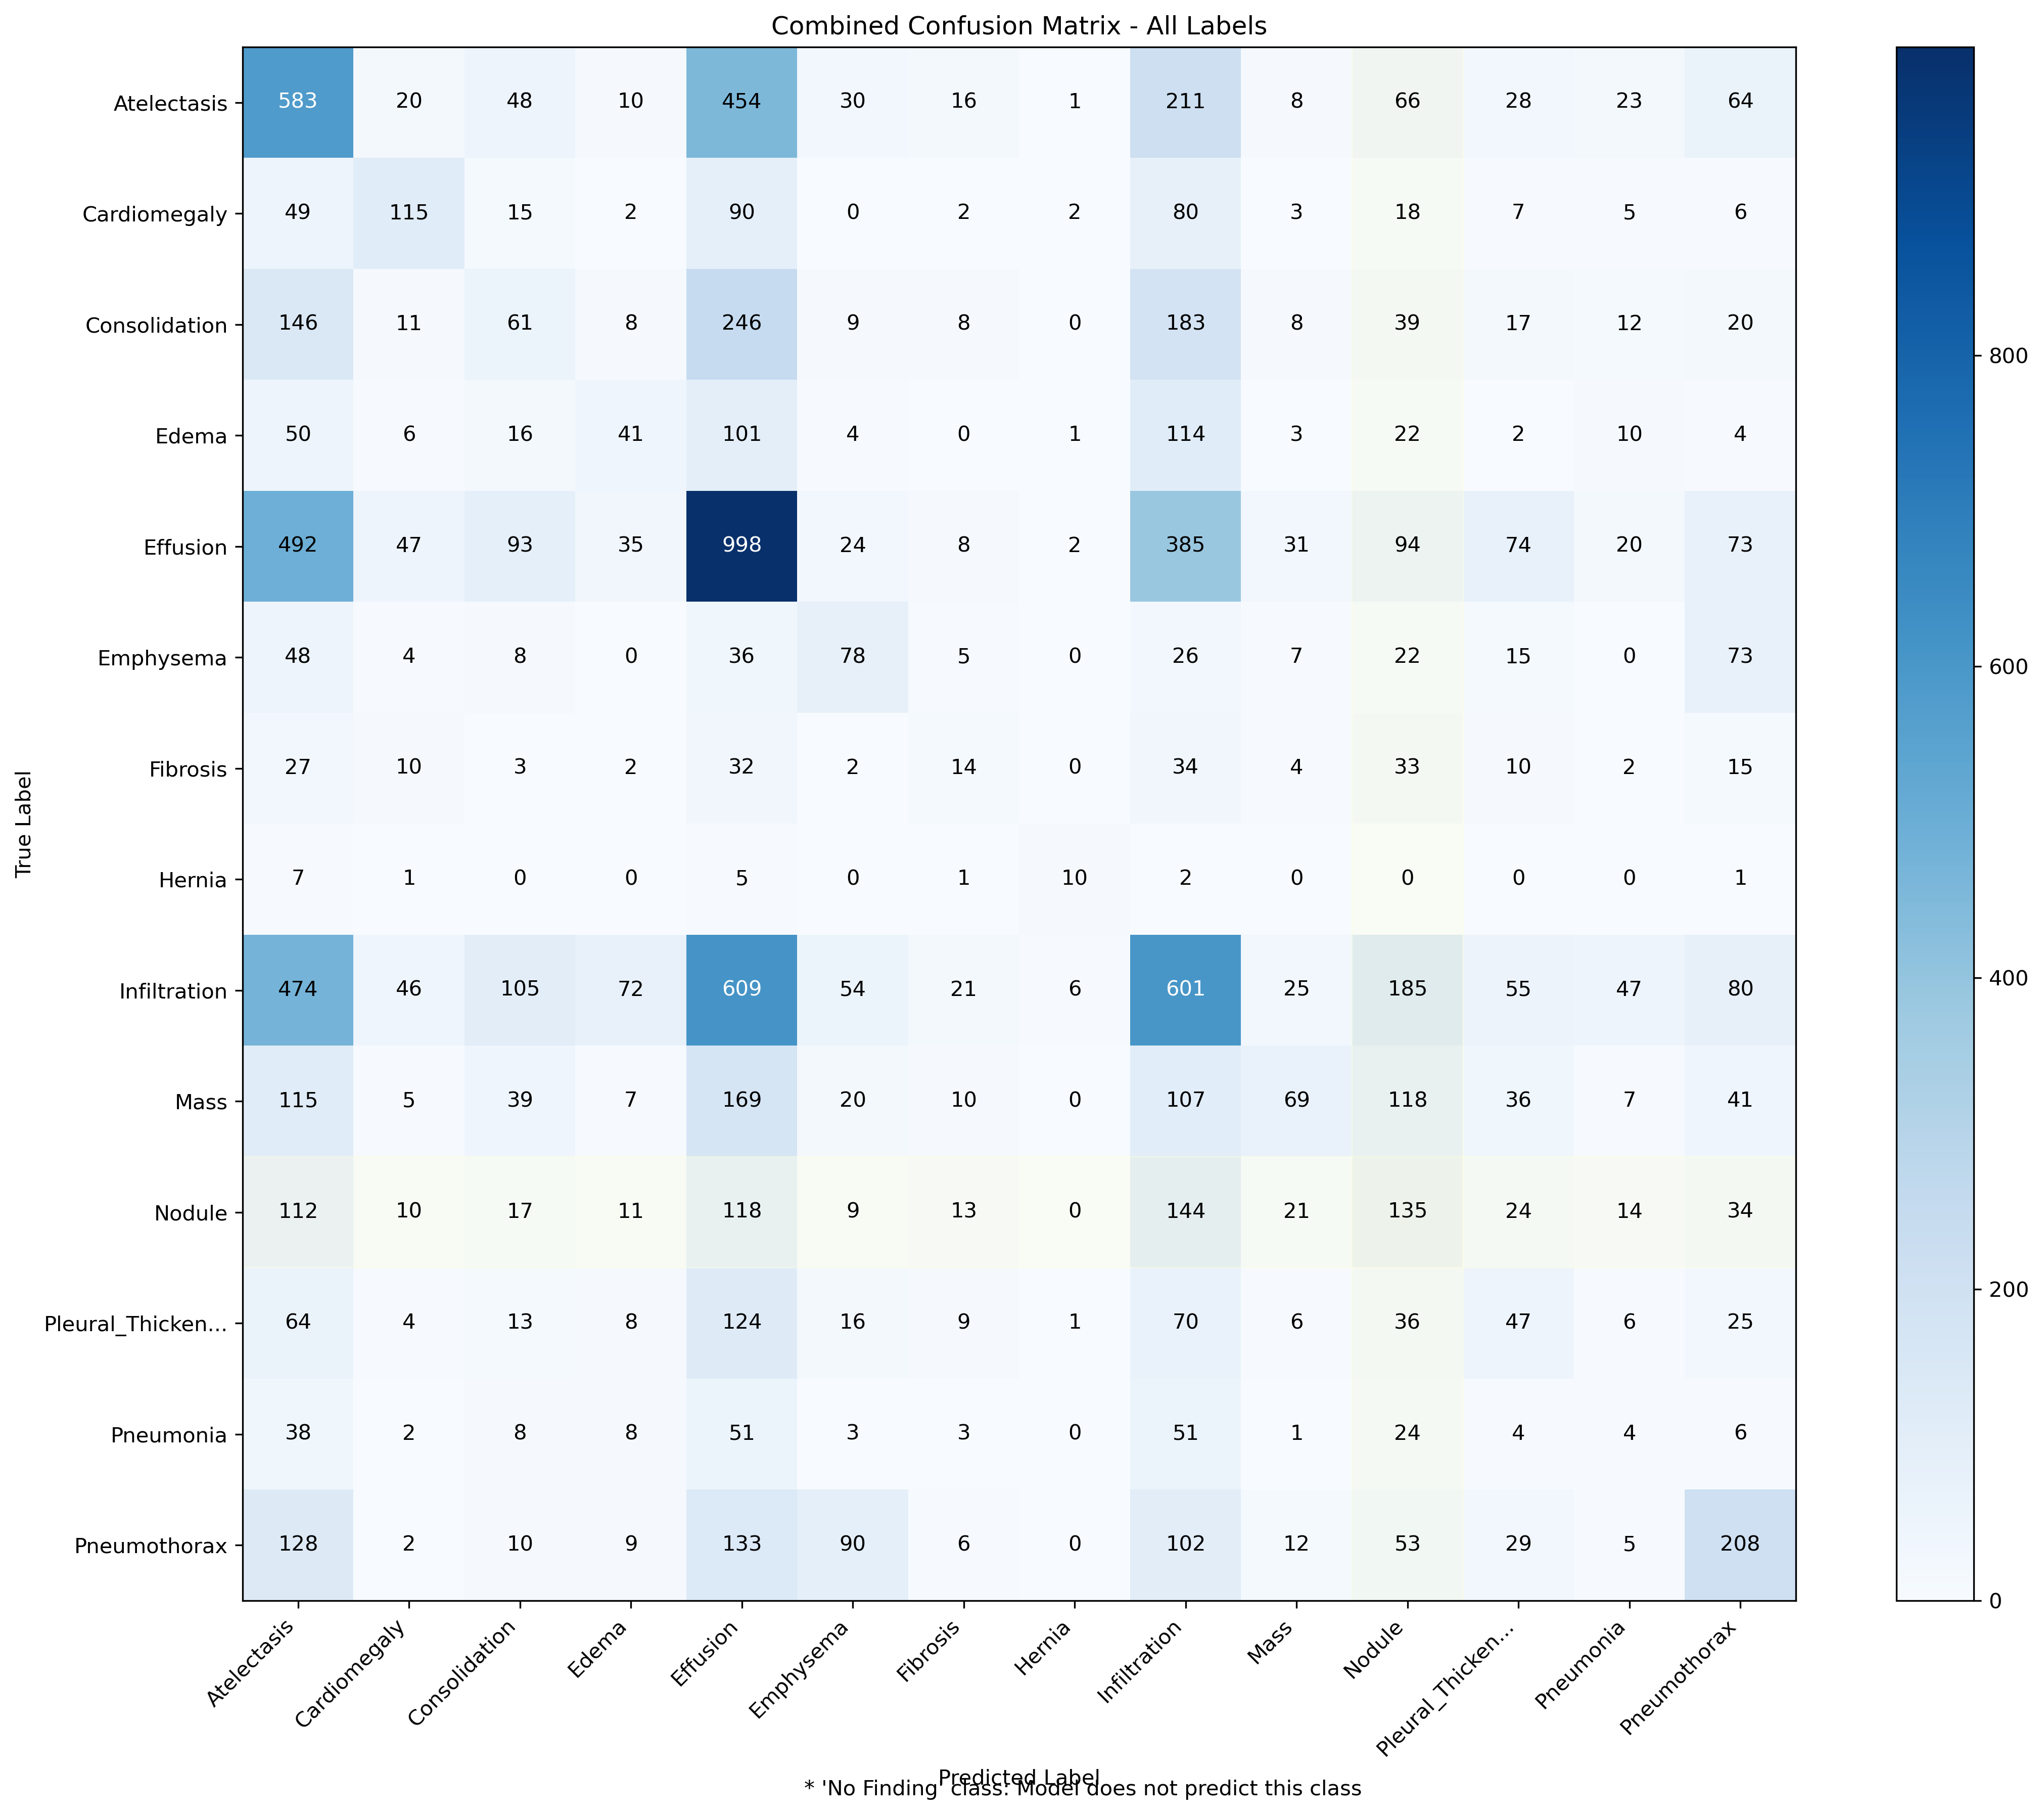 Combined Confusion Matrix - All Labels
Atelectasis 583 20 48 10 454 30 16 1 211 8 66 28 23 64
Cardiomegaly 49 115 15 2 90 0 2 2 80 3 18 7 5 6
800
Consolidation 146 11 61 8 246 9 8 0 183 8 39 17 12 20
Edema 50 6 16 41 101 4 0 1 114 3 22 2 10 4
Effusion 492 47 93 35 998 24 8 2 385 31 94 74 20 73
600
Emphysema 48 4 8 0 36 78 5 0 26 7 22 15 0 73
Fibrosis 27 10 3 2 32 2 14 0 34 4 33 10 2 15
True Label
Hernia 7 1 0 0 5 0 1 10 2 0 0 0 0 1
400
Infiltration 474 46 105 72 609 54 21 6 601 25 185 55 47 80
Mass 115 5 39 7 169 20 10 0 107 69 118 36 7 41
Nodule 112 10 17 11 118 9 13 0 144 21 135 24 14 34
200
Pleural_Thicken... 64 4 13 8 124 16 9 1 70 6 36 47 6 25
Pneumonia 38 2 8 8 51 3 3 0 51 1 24 4 4 6
Pneumothorax 128 2 10 9 133 90 6 0 102 12 53 29 5 208
0
Atelectasis Cardiomegaly Consolidation Edema Effusion Emphysema Fibrosis Hernia Infiltration Mass Nodule Pleural_Thicken... Pneumonia Pneumothorax
Predicted Label
* 'No Finding' class: Model does not predict this class